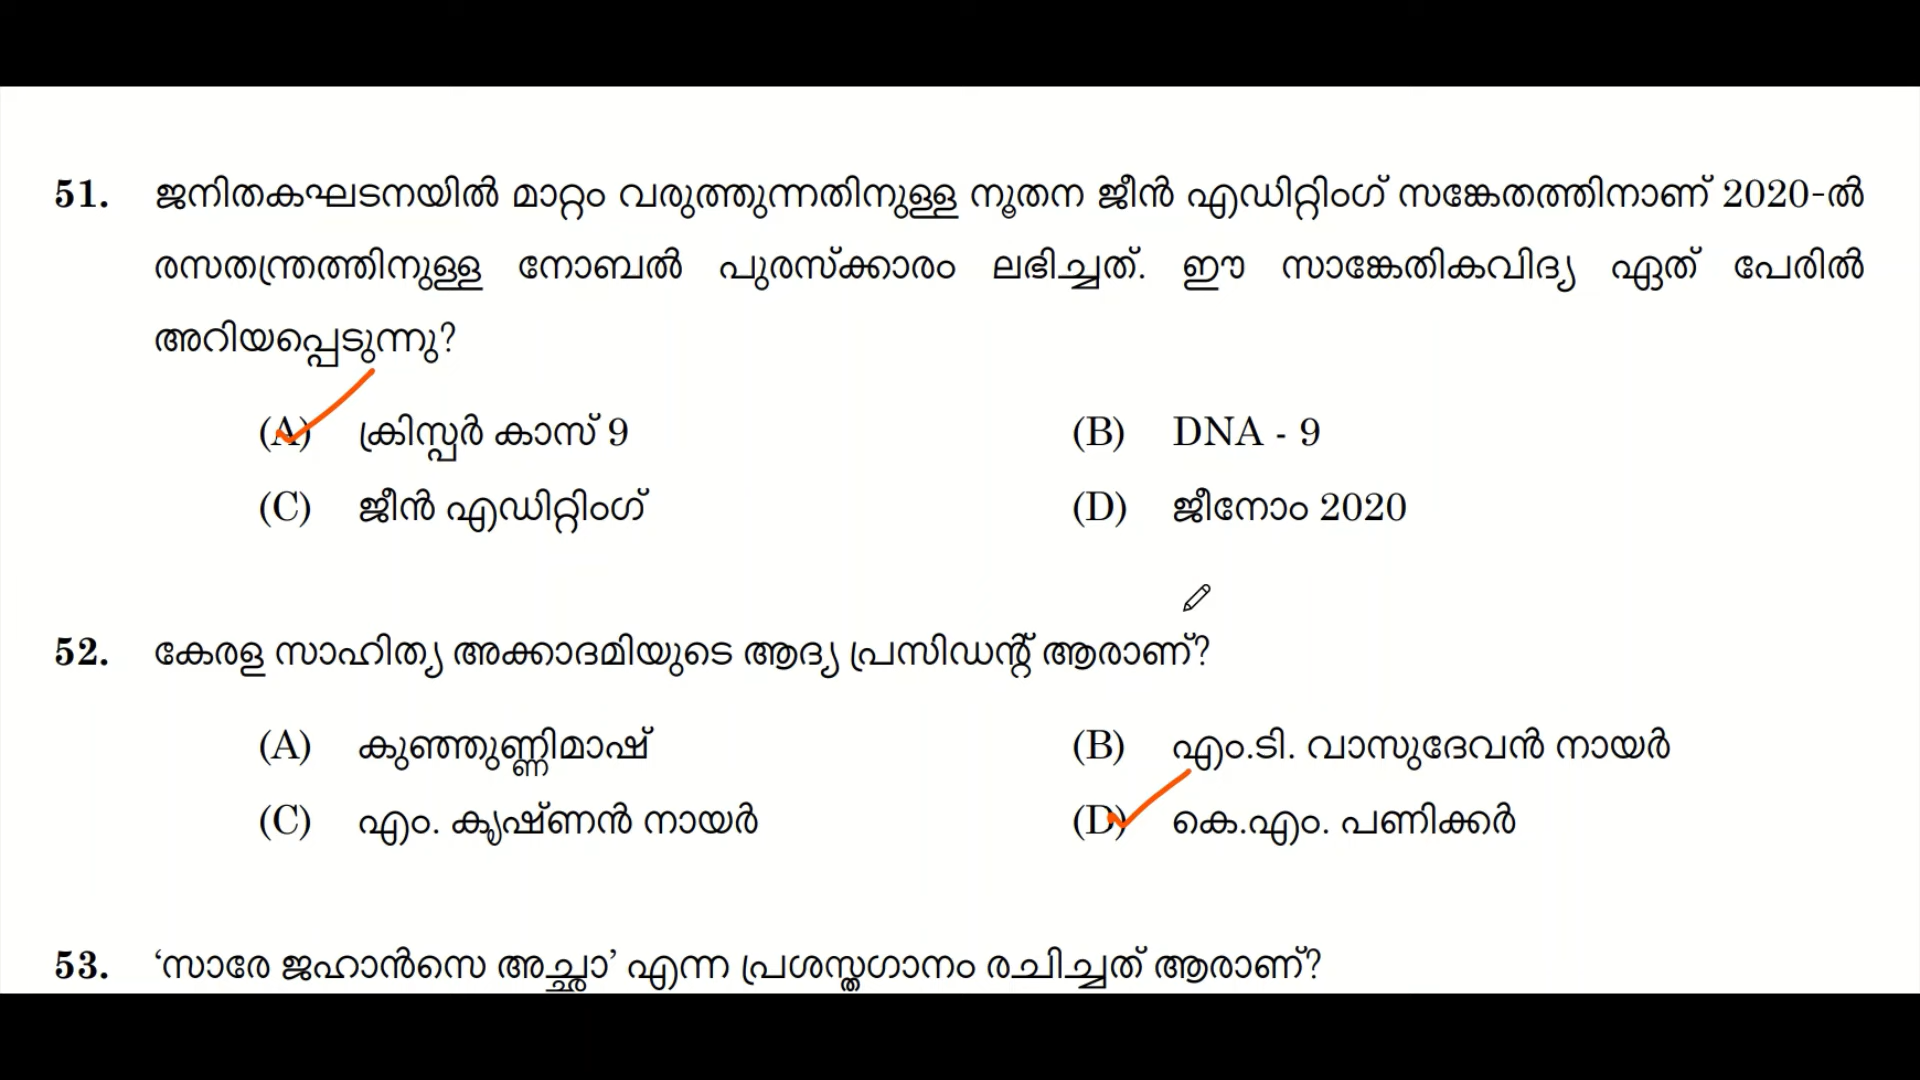 51. ജനിതകഘടനയിൽ മാറ്റം വരുത്തുന്നതിനുള്ള നൂതന ജീൻ എഡിറ്റിംഗ് സങ്കേതത്തിനാണ് 2020-ൽ
രസതന്ത്രത്തിനുള്ള നോബൽ പുരസ്ക്കാരം ലഭിച്ചത്. ഈ സാങ്കേതികവിദ്യ ഏത് പേരിൽ
അറിയപ്പെടുന്നു?
(A) ക്രിസ്പർ കാസ് 9 (B) DNA - 9
(C) ജീൻ എഡിറ്റിംഗ് (D) ജീനോം 2020
52. കേരള സാഹിത്യ അക്കാദമിയുടെ ആദ്യ പ്രസിഡന്റ് ആരാണ്?
(A) കുഞ്ഞുണ്ണിമാഷ് (B) എം.ടി. വാസുദേവൻ നായർ
(C) എം. കൃഷ്ണൻ നായർ (D) കെ.എം. പണിക്കർ
53. ‘സാരേ ജഹാൻസെ അച്ഛാ’ എന്ന പ്രശസ്തഗാനം രചിച്ചത് ആരാണ്?